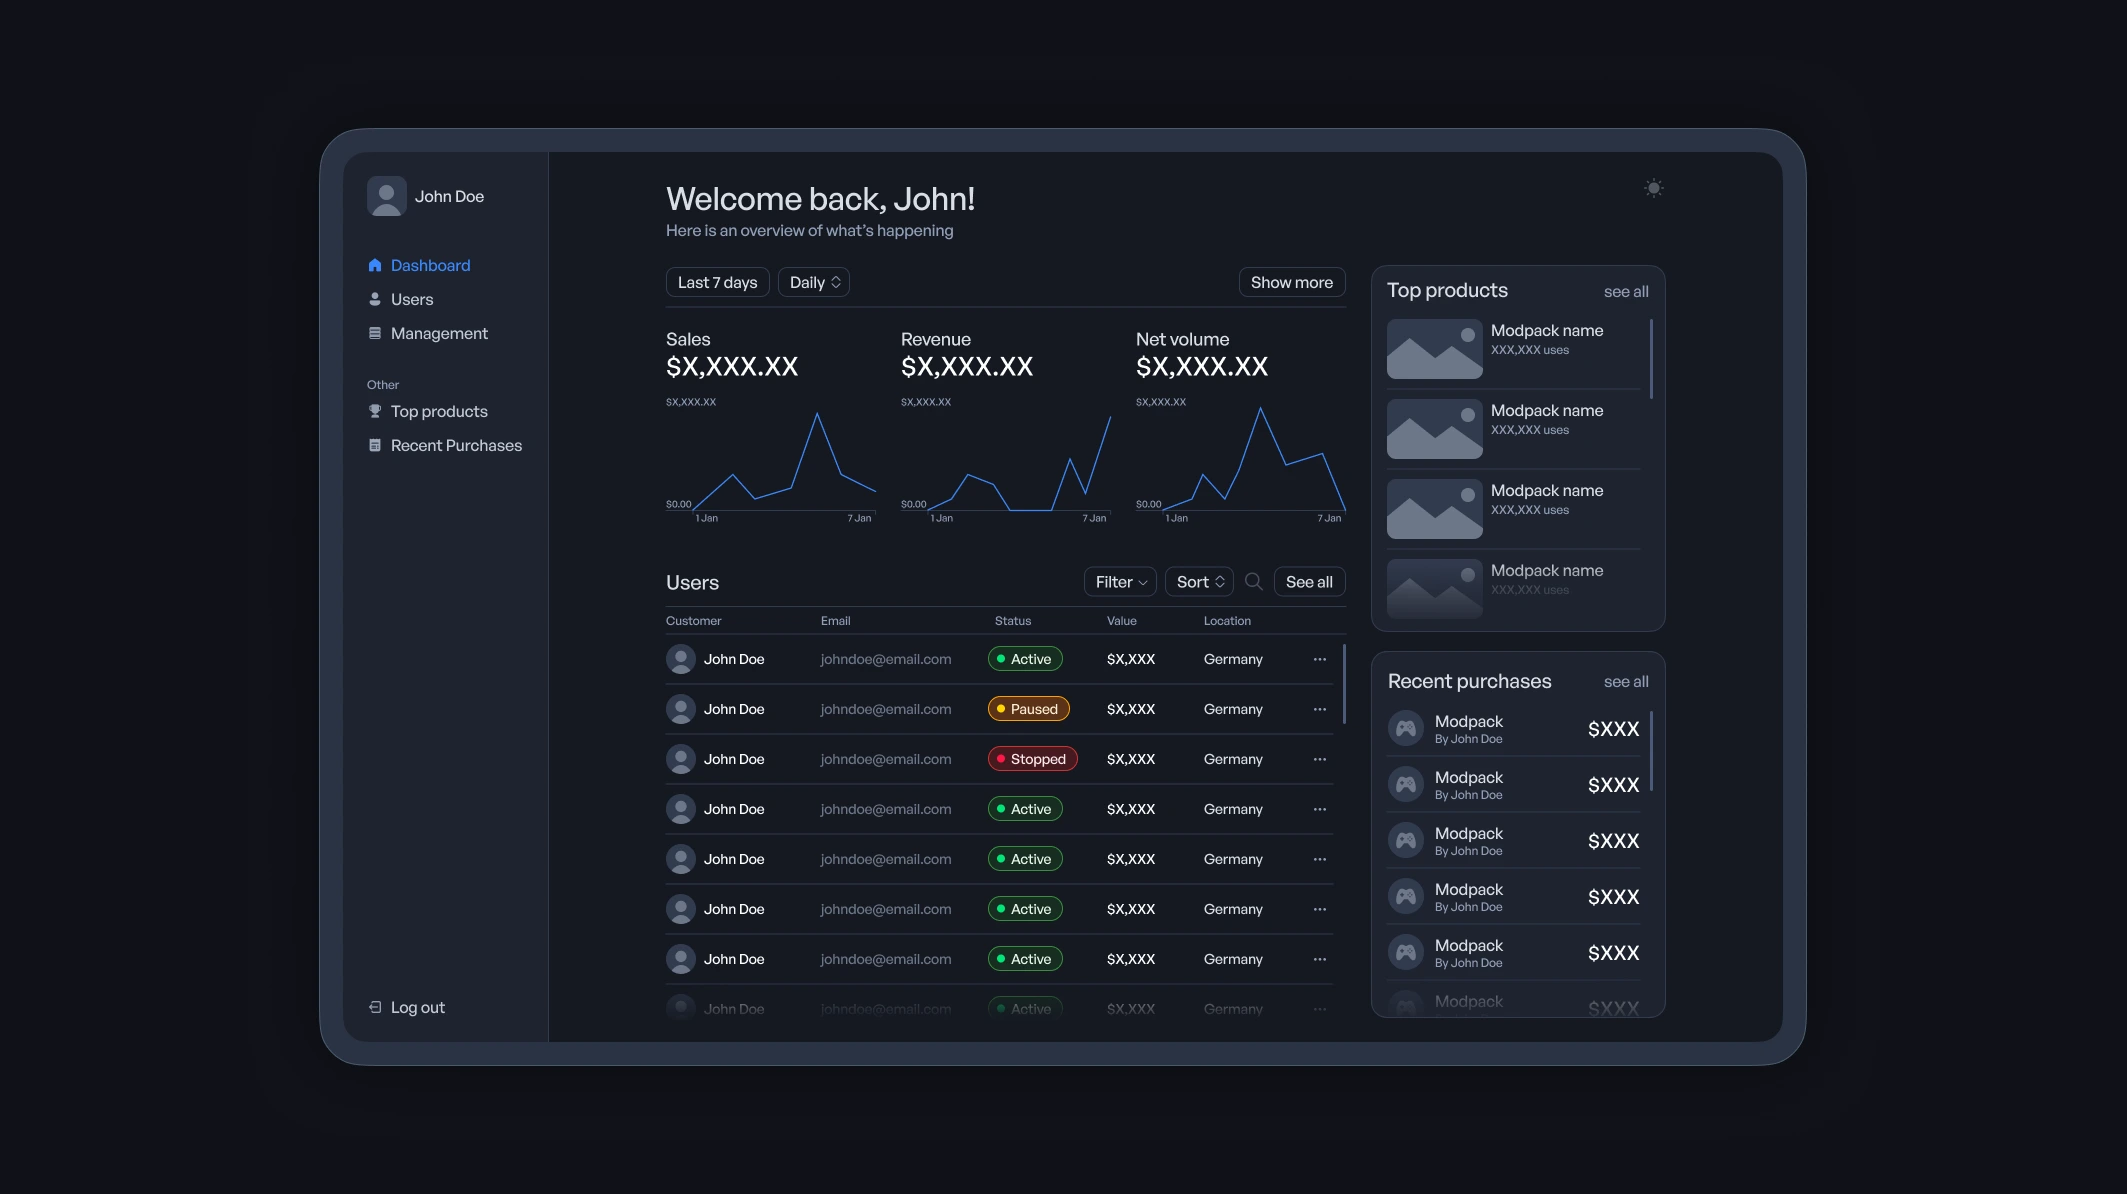 John Doe
Dashboard
Users
Management
Other
Top products
Recent Purchases
Log out
Welcome back, John!
Here is an overview of what's happening
Last 7 days Daily Show more
Sales Revenue Net volume
$X,XXX.XX $X,XXX.XX $X,XXX.XX
$X,XXX.XX $X,XXX.XX $X,XXX.XX
$0.00 $0.00 $0.00
1 Jan 7 Jan 1 Jan 7 Jan 1 Jan 7 Jan
Users Filter Sort See all
Customer Email Status Value Location
John Doe johndoe@email.com Active $X,XXX Germany ...
John Doe johndoe@email.com Paused $X,XXX Germany ...
John Doe johndoe@email.com Stopped $X,XXX Germany ...
John Doe johndoe@email.com Active $X,XXX Germany ...
John Doe johndoe@email.com Active $X,XXX Germany ...
John Doe johndoe@email.com Active $X,XXX Germany ...
John Doe johndoe@email.com Active $X,XXX Germany ...
John Doe johndoe@email.com Active $X,XXX Germany ...
Top products see all
Modpack name
XXX,XXX uses
Modpack name
XXX,XXX uses
Modpack name
XXX,XXX uses
Modpack name
XXX,XXX uses
Recent purchases see all
Modpack $XXX
By John Doe
Modpack $XXX
By John Doe
Modpack $XXX
By John Doe
Modpack $XXX
By John Doe
Modpack $XXX
By John Doe
Modpack $XXX